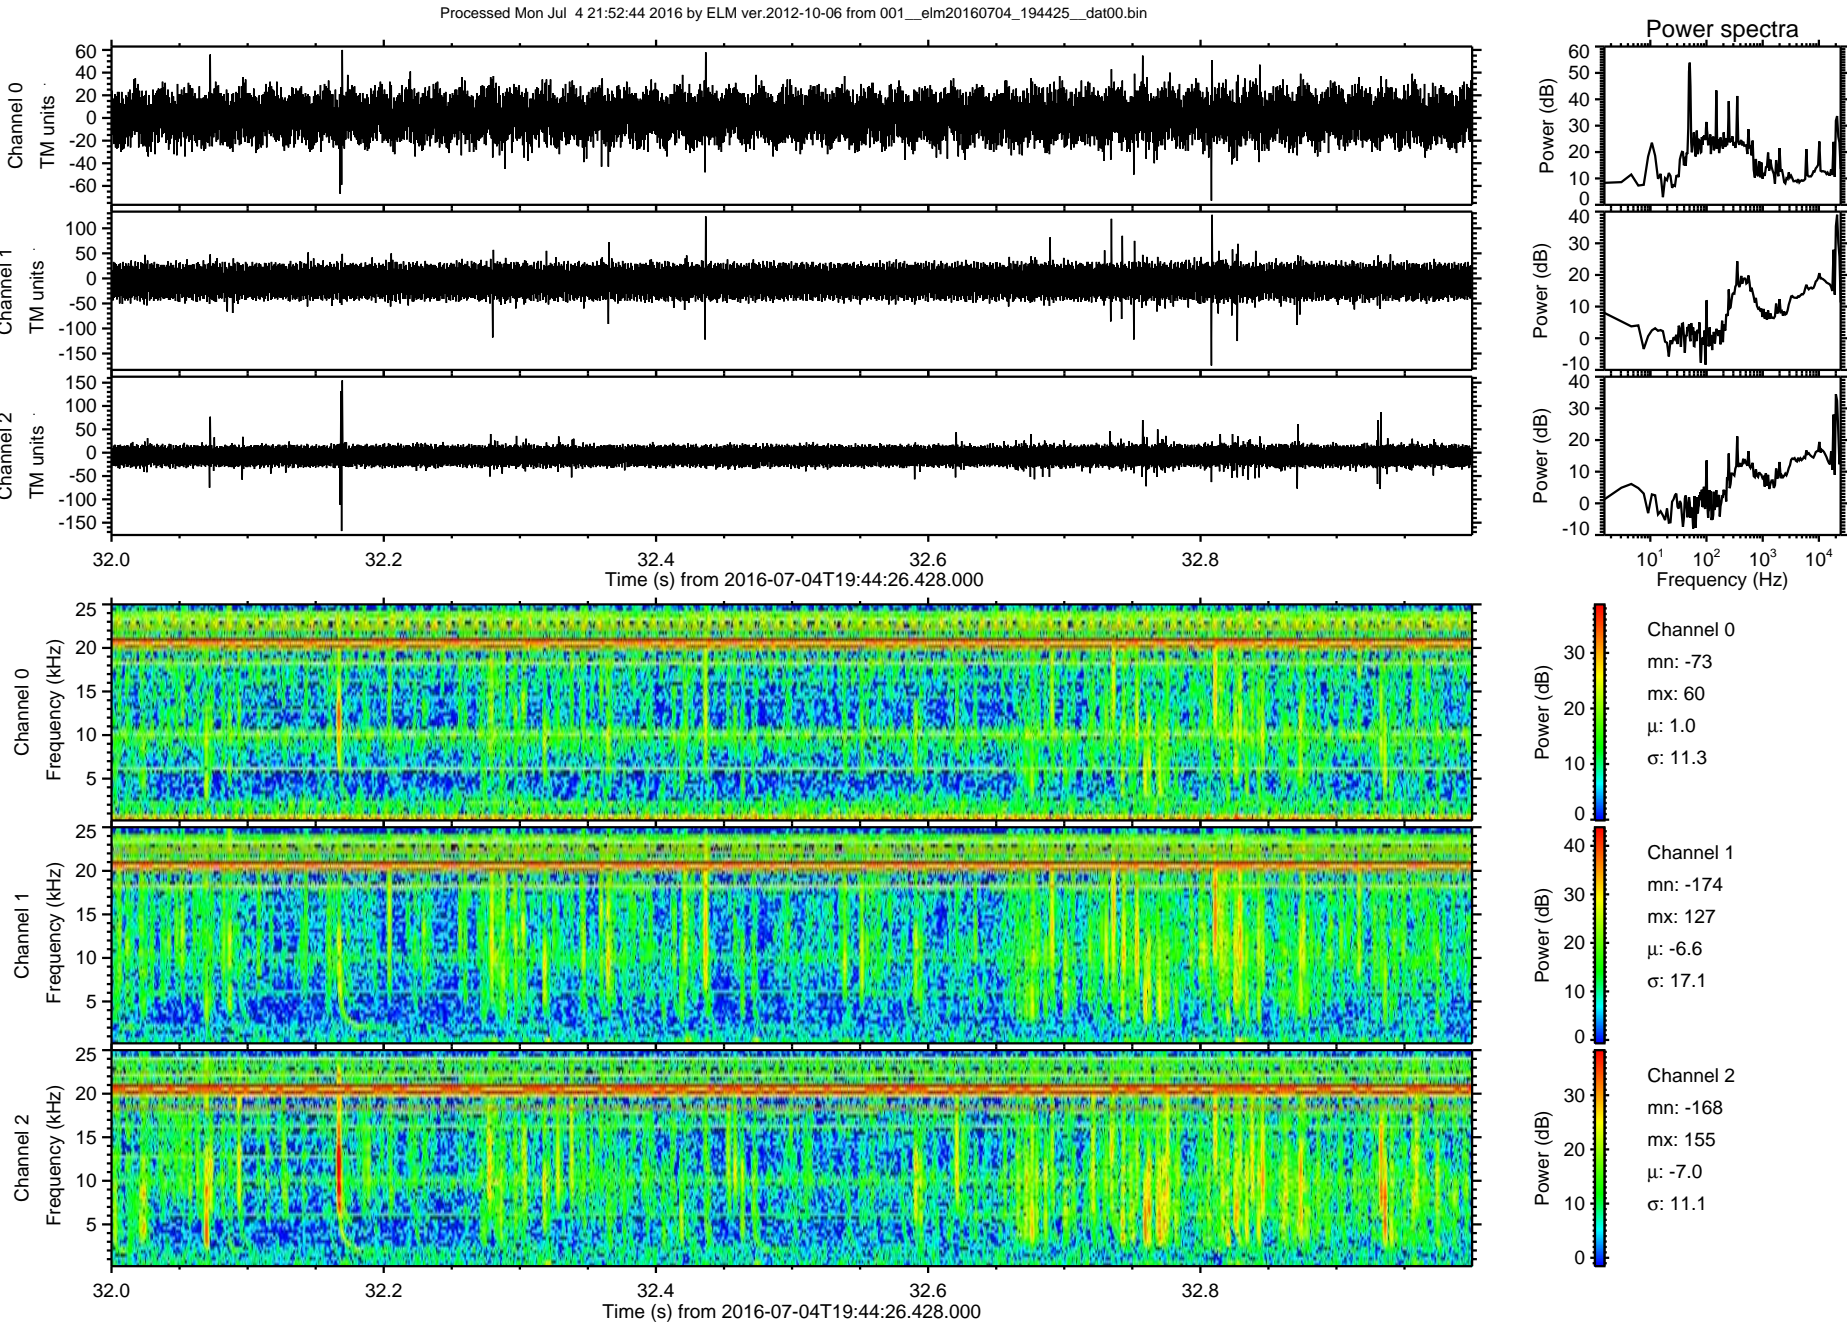 Processed Mon Jul  4 21:52:44 2016 by ELM ver.2012-10-06 from 001__elm20160704_194425__dat00.bin
Power spectra
Channel 0
TM units
60
40
20
0
-20
-40
-60
Power (dB)
60
50
40
30
20
10
0
Channel 1
TM units
100
50
0
-50
-100
-150
Power (dB)
40
30
20
10
0
-10
Channel 2
TM units
150
100
50
0
-50
-100
-150
Power (dB)
40
30
20
10
0
-10
32.0 32.2 32.4 32.6 32.8
Time (s) from 2016-07-04T19:44:26.428.000
10^1 10^2 10^3 10^4
Frequency (Hz)
Channel 0
Frequency (kHz)
25
20
15
10
5
Power (dB)
30
20
10
0
Channel 0
mn: -73
mx: 60
μ: 1.0
σ: 11.3
Channel 1
Frequency (kHz)
25
20
15
10
5
Power (dB)
40
30
20
10
0
Channel 1
mn: -174
mx: 127
μ: -6.6
σ: 17.1
Channel 2
Frequency (kHz)
25
20
15
10
5
Power (dB)
30
20
10
0
Channel 2
mn: -168
mx: 155
μ: -7.0
σ: 11.1
32.0 32.2 32.4 32.6 32.8
Time (s) from 2016-07-04T19:44:26.428.000